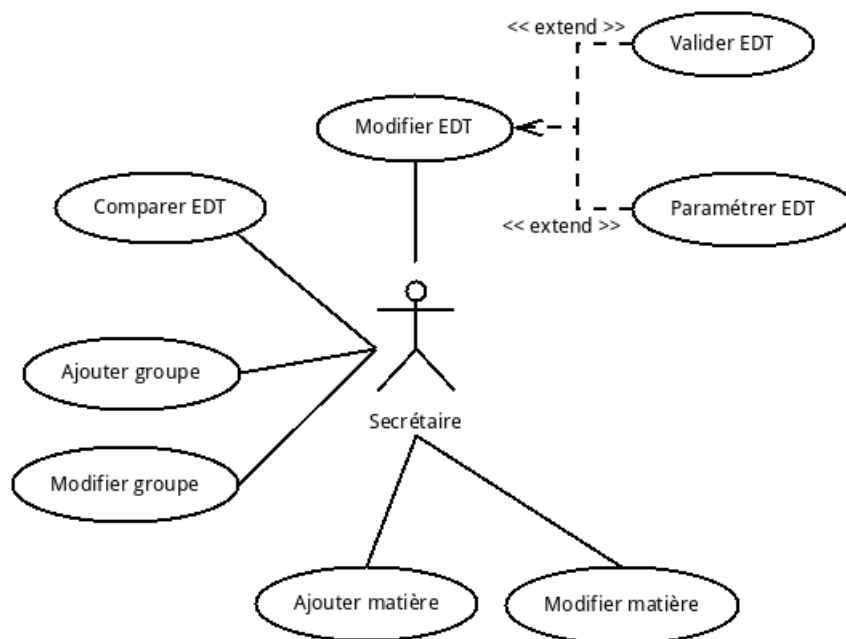 << extend >>
Valider EDT
Modifier EDT
Comparer EDT
Paramétrer EDT
<< extend >>
Ajouter groupe
Secrétaire
Modifier groupe
Ajouter matière
Modifier matière